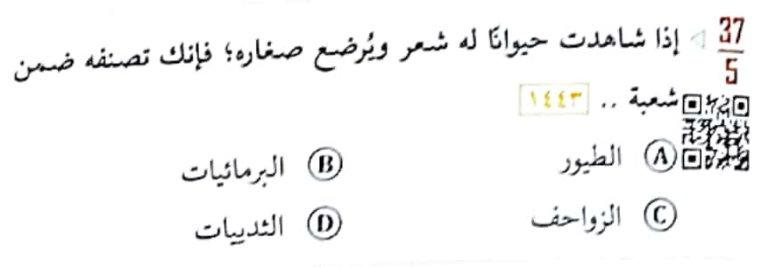 37
5
إذا شاهدت حيوانًا له شعر ويُرضع صغاره؛ فإنك تصنفه ضمن
شعبة .. ١٤٤٣
A الطيور B البرمائيات
C الزواحف D الثدييات